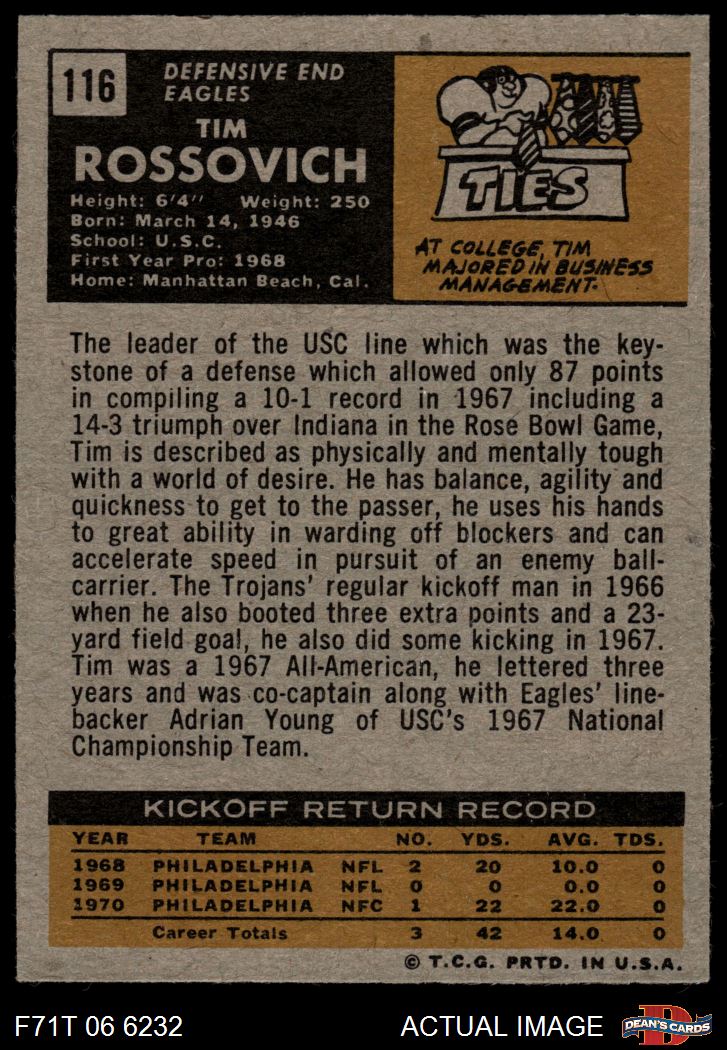 116
DEFENSIVE END
EAGLES
TIM
ROSSOVICH
Height: 6'4" Weight: 250
Born: March 14, 1946
School: U.S.C.
First Year Pro: 1968
Home: Manhattan Beach, Cal.
TIES
AT COLLEGE, TIM
MAJORED IN BUSINESS
MANAGEMENT.
The leader of the USC line which was the key-
stone of a defense which allowed only 87 points
in compiling a 10-1 record in 1967 including a
14-3 triumph over Indiana in the Rose Bowl Game,
Tim is described as physically and mentally tough
with a world of desire. He has balance, agility and
quickness to get to the passer, he uses his hands
to great ability in warding off blockers and can
accelerate speed in pursuit of an enemy ball-
carrier. The Trojans' regular kickoff man in 1966
when he also booted three extra points and a 23-
yard field goal, he also did some kicking in 1967.
Tim was a 1967 All-American, he lettered three
years and was co-captain along with Eagles' line-
backer Adrian Young of USC's 1967 National
Championship Team.
KICKOFF RETURN RECORD
YEAR TEAM NO. YDS. AVG. TDS.
1968 PHILADELPHIA NFL 2 20 10.0 0
1969 PHILADELPHIA NFL 0 0 0.0 0
1970 PHILADELPHIA NFC 1 22 22.0 0
Career Totals 3 42 14.0 0
© T.C.G. PRTD. IN U.S.A.
F71T 06 6232 ACTUAL IMAGE D DEAN'S CARDS